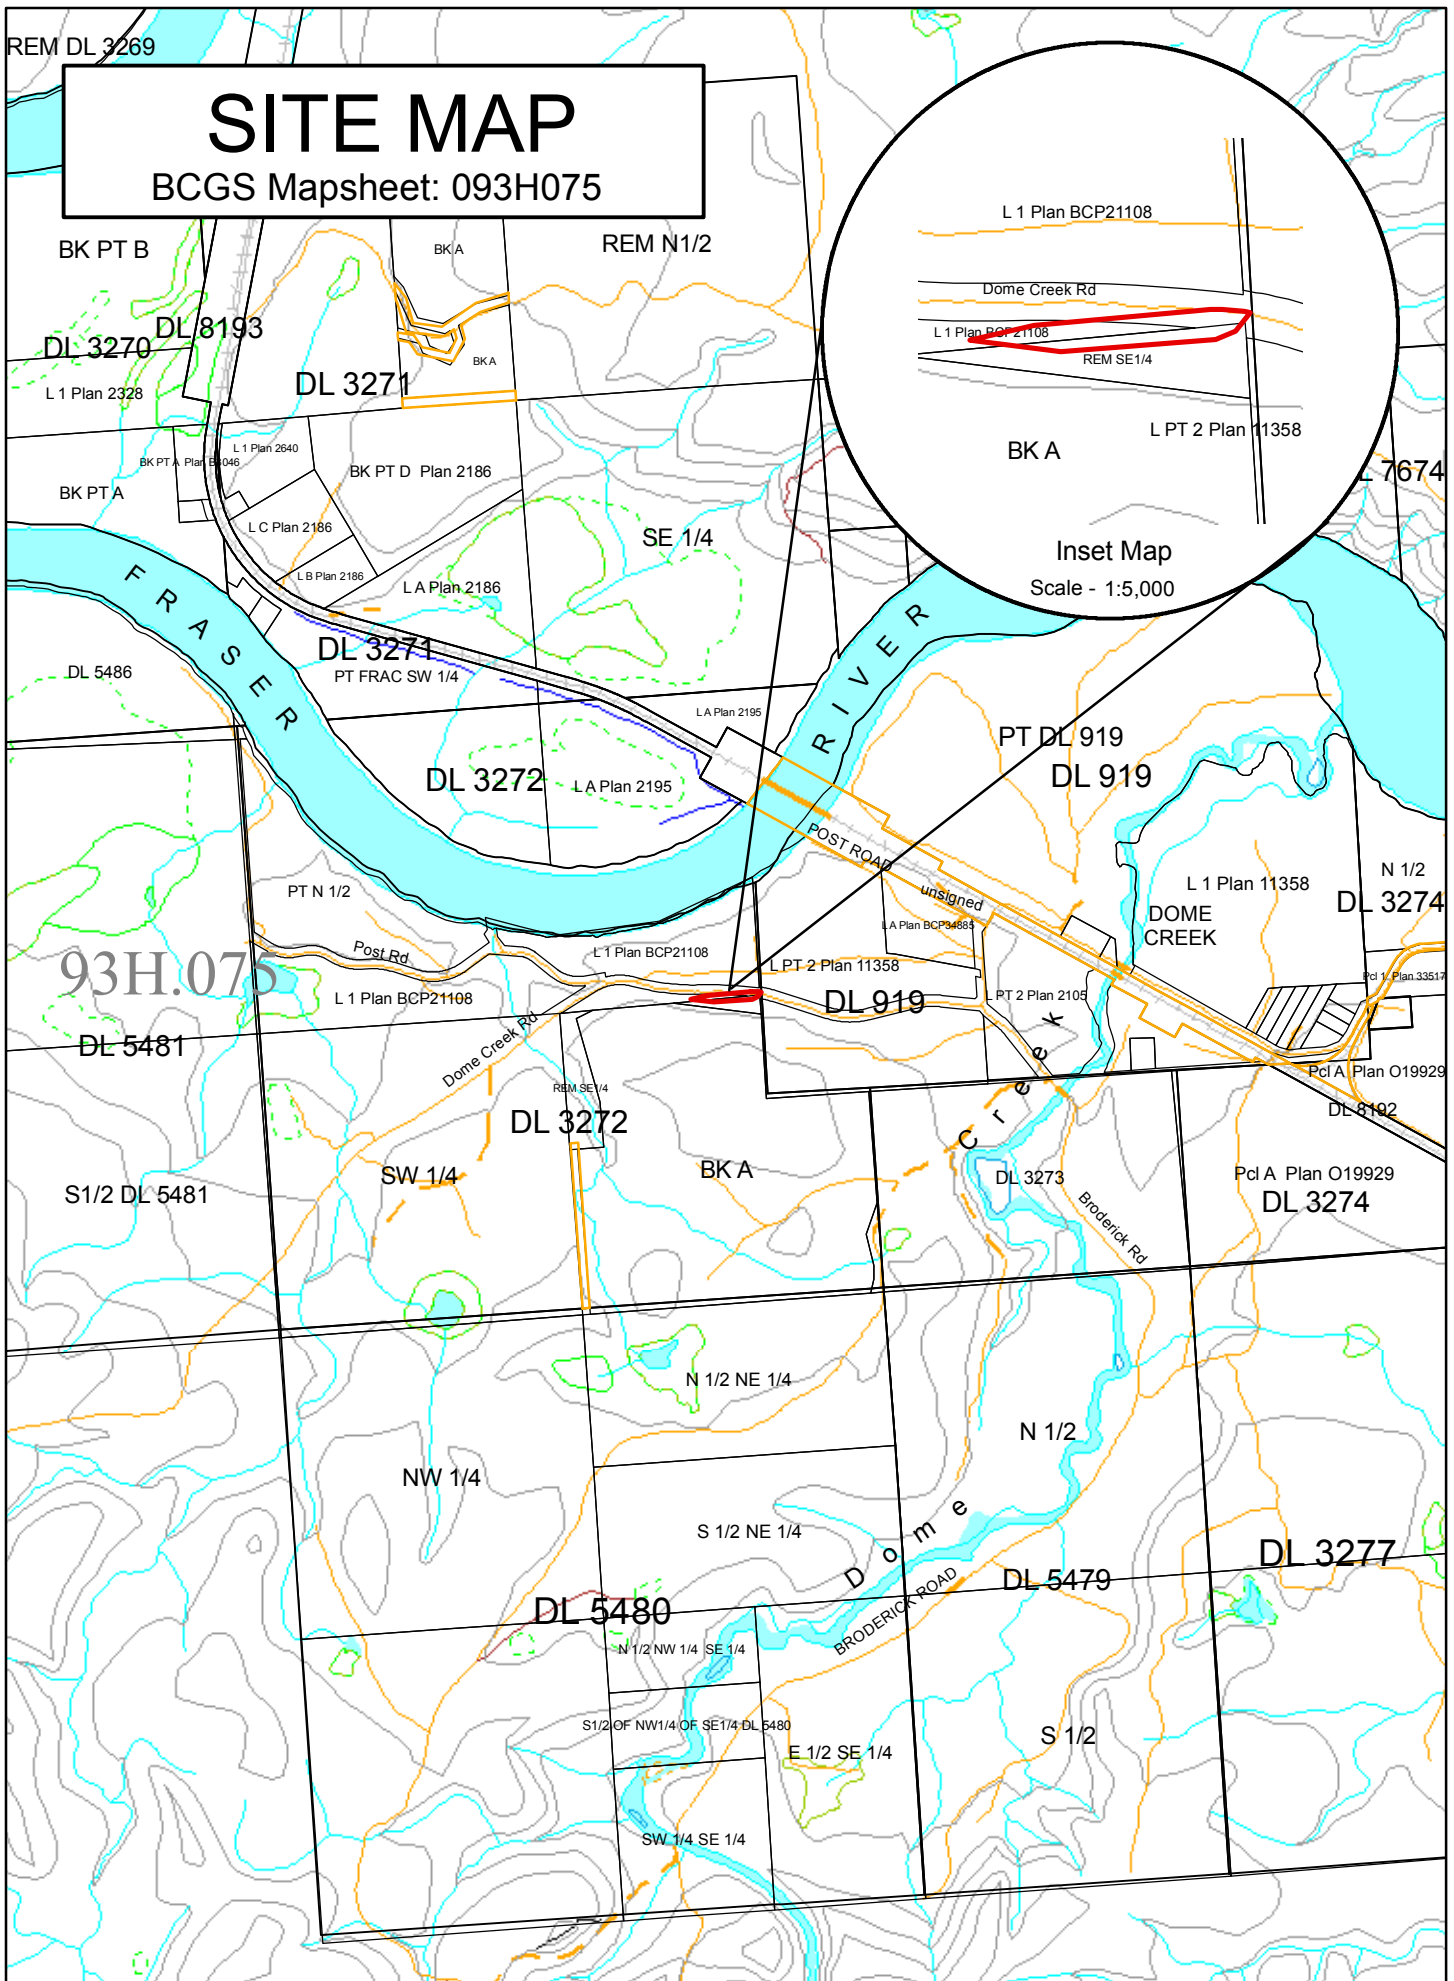 REM DL 3269
SITE MAP
BCGS Mapsheet: 093H075
BK PT B
BK A
REM N1/2
DL 8193
DL 3270
BK A
L 1 Plan 2328
DL 3271
L 1 Plan 2640
BK PT A Plan B3046
BK PT D Plan 2186
BK PT A
L C Plan 2186
SE 1/4
L B Plan 2186
L A Plan 2186
L 1 Plan BCP21108
Dome Creek Rd
L 1 Plan BCP21108
REM SE1/4
L PT 2 Plan 11358
BK A
Inset Map
Scale - 1:5,000
L 7674
FRASER
RIVER
DL 3271
PT FRAC SW 1/4
DL 5486
L A Plan 2195
PT DL 919
DL 919
DL 3272
L A Plan 2195
POST ROAD
unsigned
L 1 Plan 11358
N 1/2
DL 3274
PT N 1/2
DOME
CREEK
L A Plan BCP34885
Post Rd
L 1 Plan BCP21108
93H.075
L PT 2 Plan 11358
Pcl 1 Plan 33517
L 1 Plan BCP21108
DL 919
L PT 2 Plan 2105
DL 5481
Dome Creek Rd
Pcl A Plan O19929
REM SE1/4
DL 8192
DL 3272
Creek
SW 1/4
BK A
DL 3273
Pcl A Plan O19929
S1/2 DL 5481
DL 3274
Broderick Rd
N 1/2 NE 1/4
N 1/2
NW 1/4
S 1/2 NE 1/4
Dome
DL 3277
DL 5479
BRODERICK ROAD
DL 5480
N 1/2 NW 1/4 SE 1/4
S1/2 OF NW1/4 OF SE1/4 DL 5480
S 1/2
E 1/2 SE 1/4
SW 1/4 SE 1/4